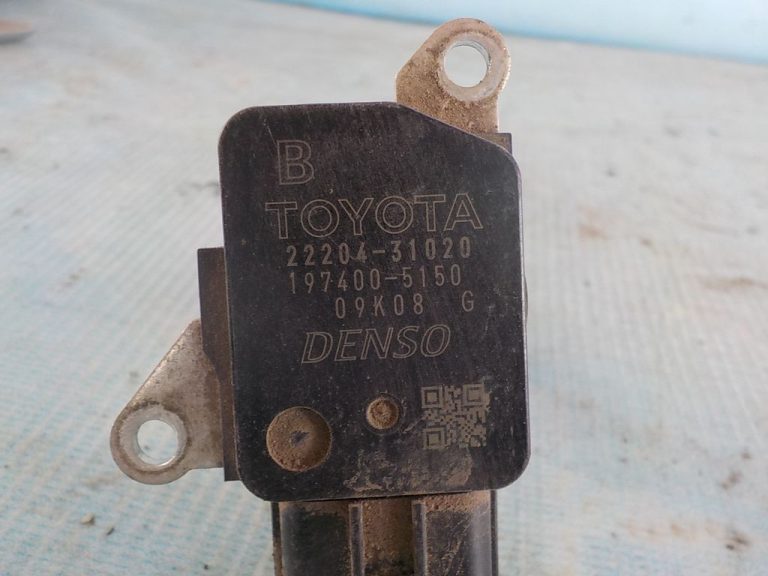 B
TOYOTA
22204-31020
197400-5150
09K08 G
DENSO